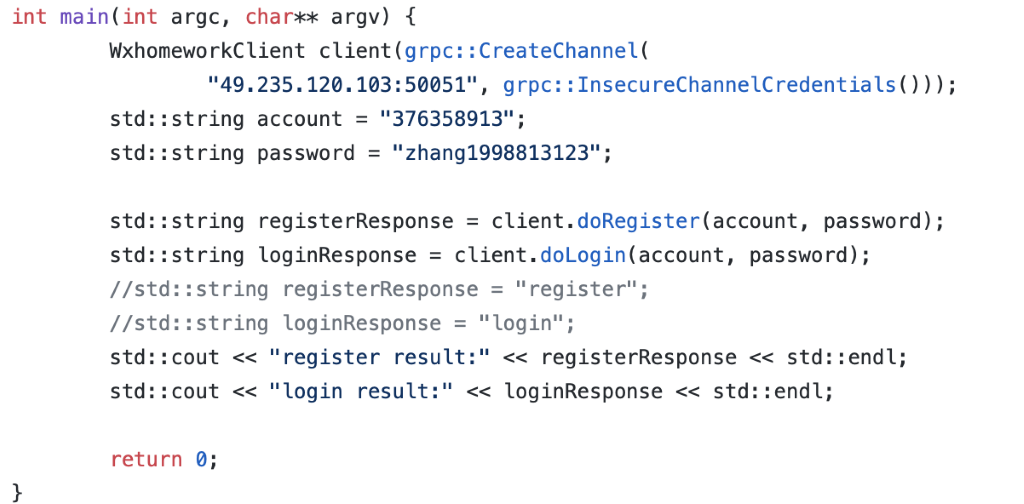 int main(int argc, char** argv) {
WxhomeworkClient client(grpc::CreateChannel(
"49.235.120.103:50051", grpc::InsecureChannelCredentials()));
std::string account = "376358913";
std::string password = "zhang1998813123";
std::string registerResponse = client.doRegister(account, password);
std::string loginResponse = client.doLogin(account, password);
//std::string registerResponse = "register";
//std::string loginResponse = "login";
std::cout << "register result:" << registerResponse << std::endl;
std::cout << "login result:" << loginResponse << std::endl;
return 0;
}